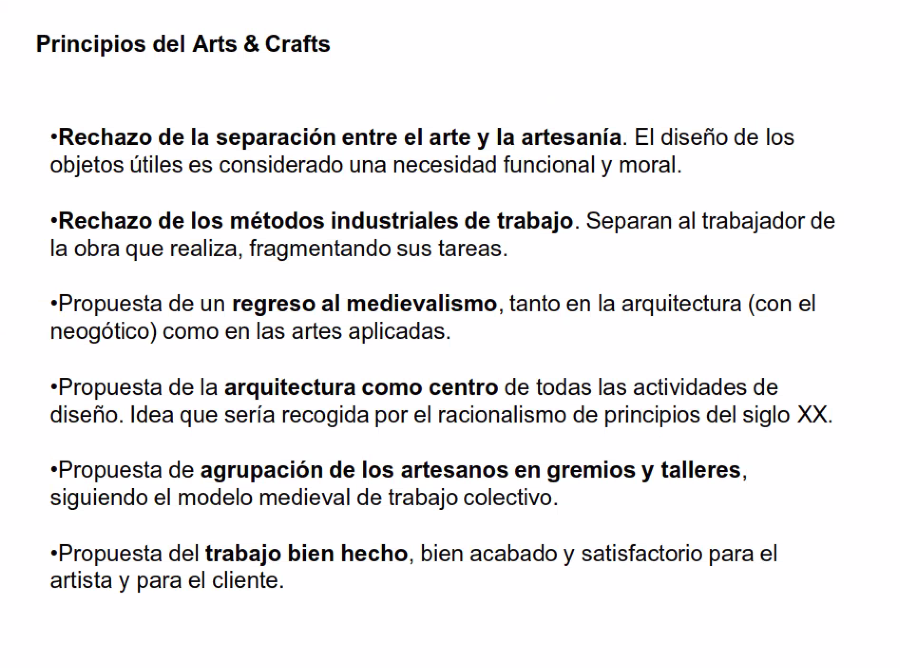 Principios del Arts & Crafts
•Rechazo de la separación entre el arte y la artesanía. El diseño de los
objetos útiles es considerado una necesidad funcional y moral.
•Rechazo de los métodos industriales de trabajo. Separan al trabajador de
la obra que realiza, fragmentando sus tareas.
•Propuesta de un regreso al medievalismo, tanto en la arquitectura (con el
neogótico) como en las artes aplicadas.
•Propuesta de la arquitectura como centro de todas las actividades de
diseño. Idea que sería recogida por el racionalismo de principios del siglo XX.
•Propuesta de agrupación de los artesanos en gremios y talleres,
siguiendo el modelo medieval de trabajo colectivo.
•Propuesta del trabajo bien hecho, bien acabado y satisfactorio para el
artista y para el cliente.